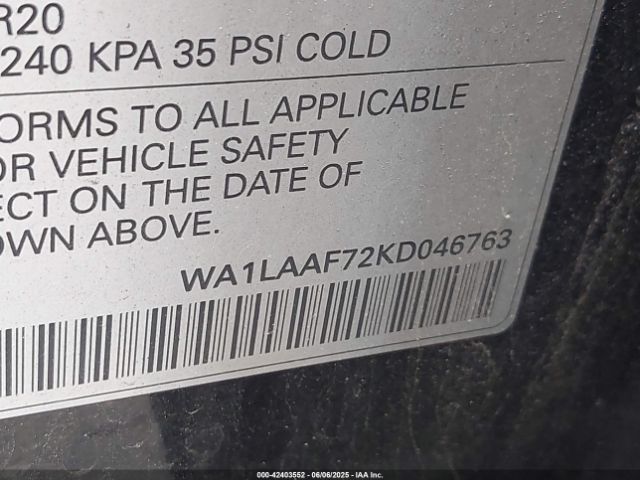 R20
240 KPA 35 PSI COLD
ORMS TO ALL APPLICABLE
OR VEHICLE SAFETY
ECT ON THE DATE OF
OWN ABOVE.
WA1LAAF72KD046763
000-42403552 - 06/06/2025 - IAA Inc.